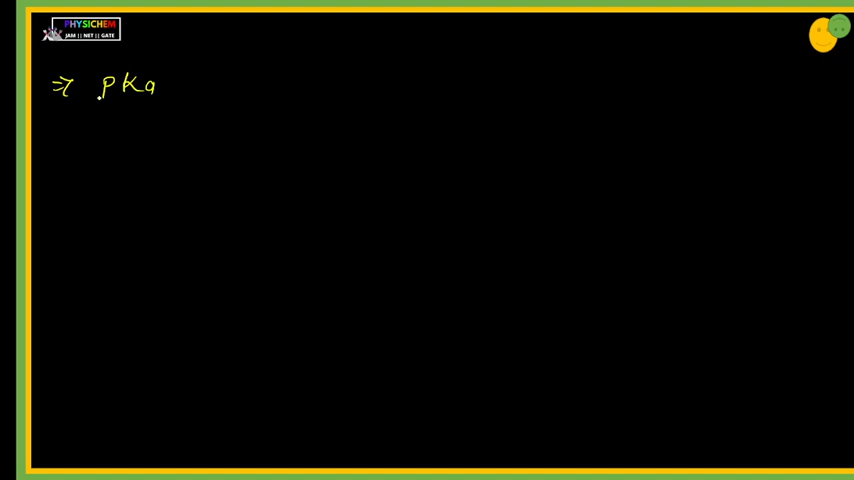 PHYSICHEM
JAM || NET || GATE
⇒ pKa